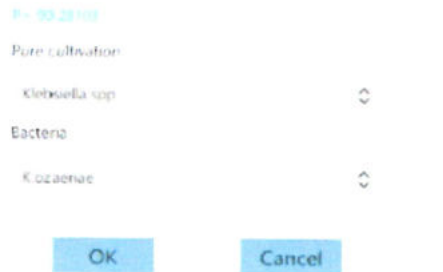 Pure cultivation
Klebsiella spp
Bacteria
K.ozaenae
OK
Cancel